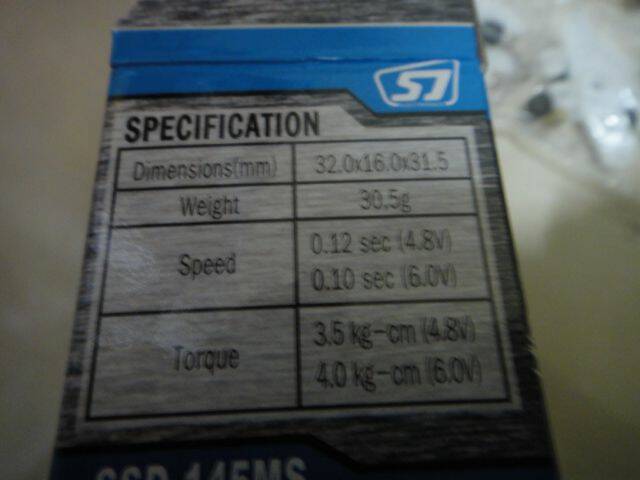 SJ
SPECIFICATION
Dimensions(mm) 32.0x16.0x31.5
Weight 30.5g
Speed 0.12 sec (4.8V)
0.10 sec (6.0V)
Torque 3.5 kg-cm (4.8V)
4.0 kg-cm (6.0V)